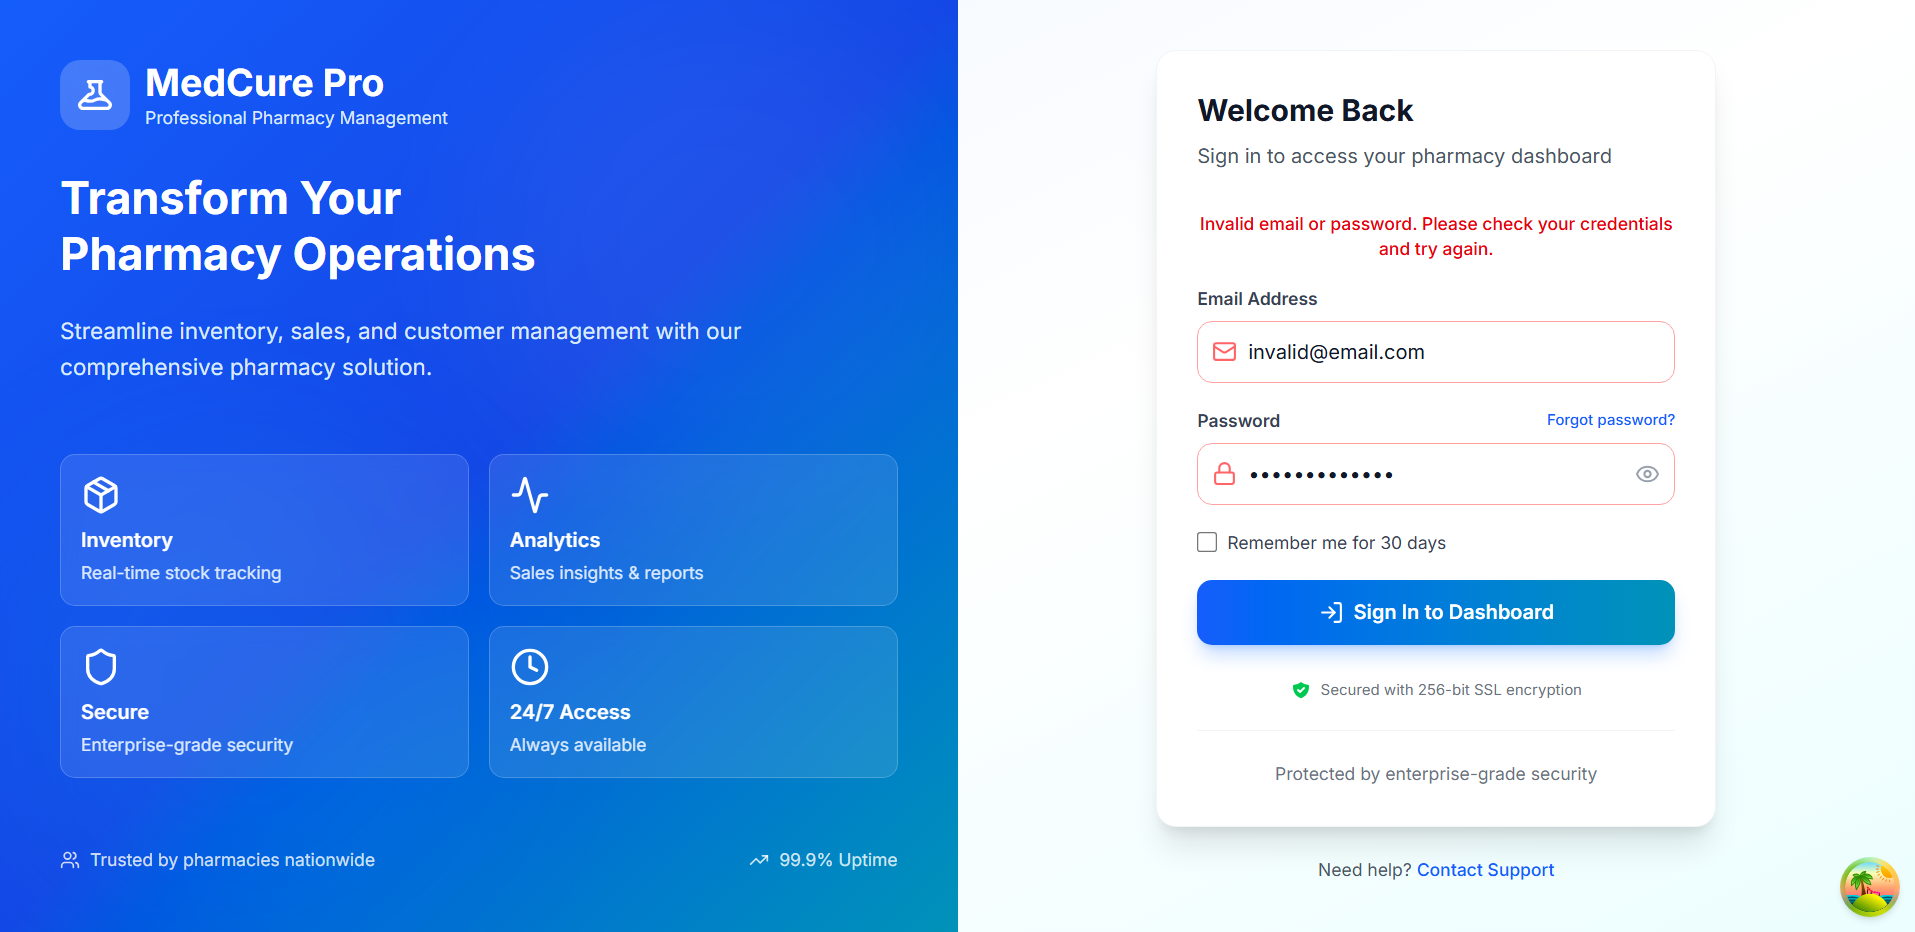 MedCure Pro
Professional Pharmacy Management
Transform Your
Pharmacy Operations
Streamline inventory, sales, and customer management with our
comprehensive pharmacy solution.
Inventory
Real-time stock tracking
Analytics
Sales insights & reports
Secure
Enterprise-grade security
24/7 Access
Always available
Trusted by pharmacies nationwide
99.9% Uptime
Welcome Back
Sign in to access your pharmacy dashboard
Invalid email or password. Please check your credentials
and try again.
Email Address
invalid@email.com
Password
Forgot password?
•••••••••••••
Remember me for 30 days
Sign In to Dashboard
Secured with 256-bit SSL encryption
Protected by enterprise-grade security
Need help? Contact Support